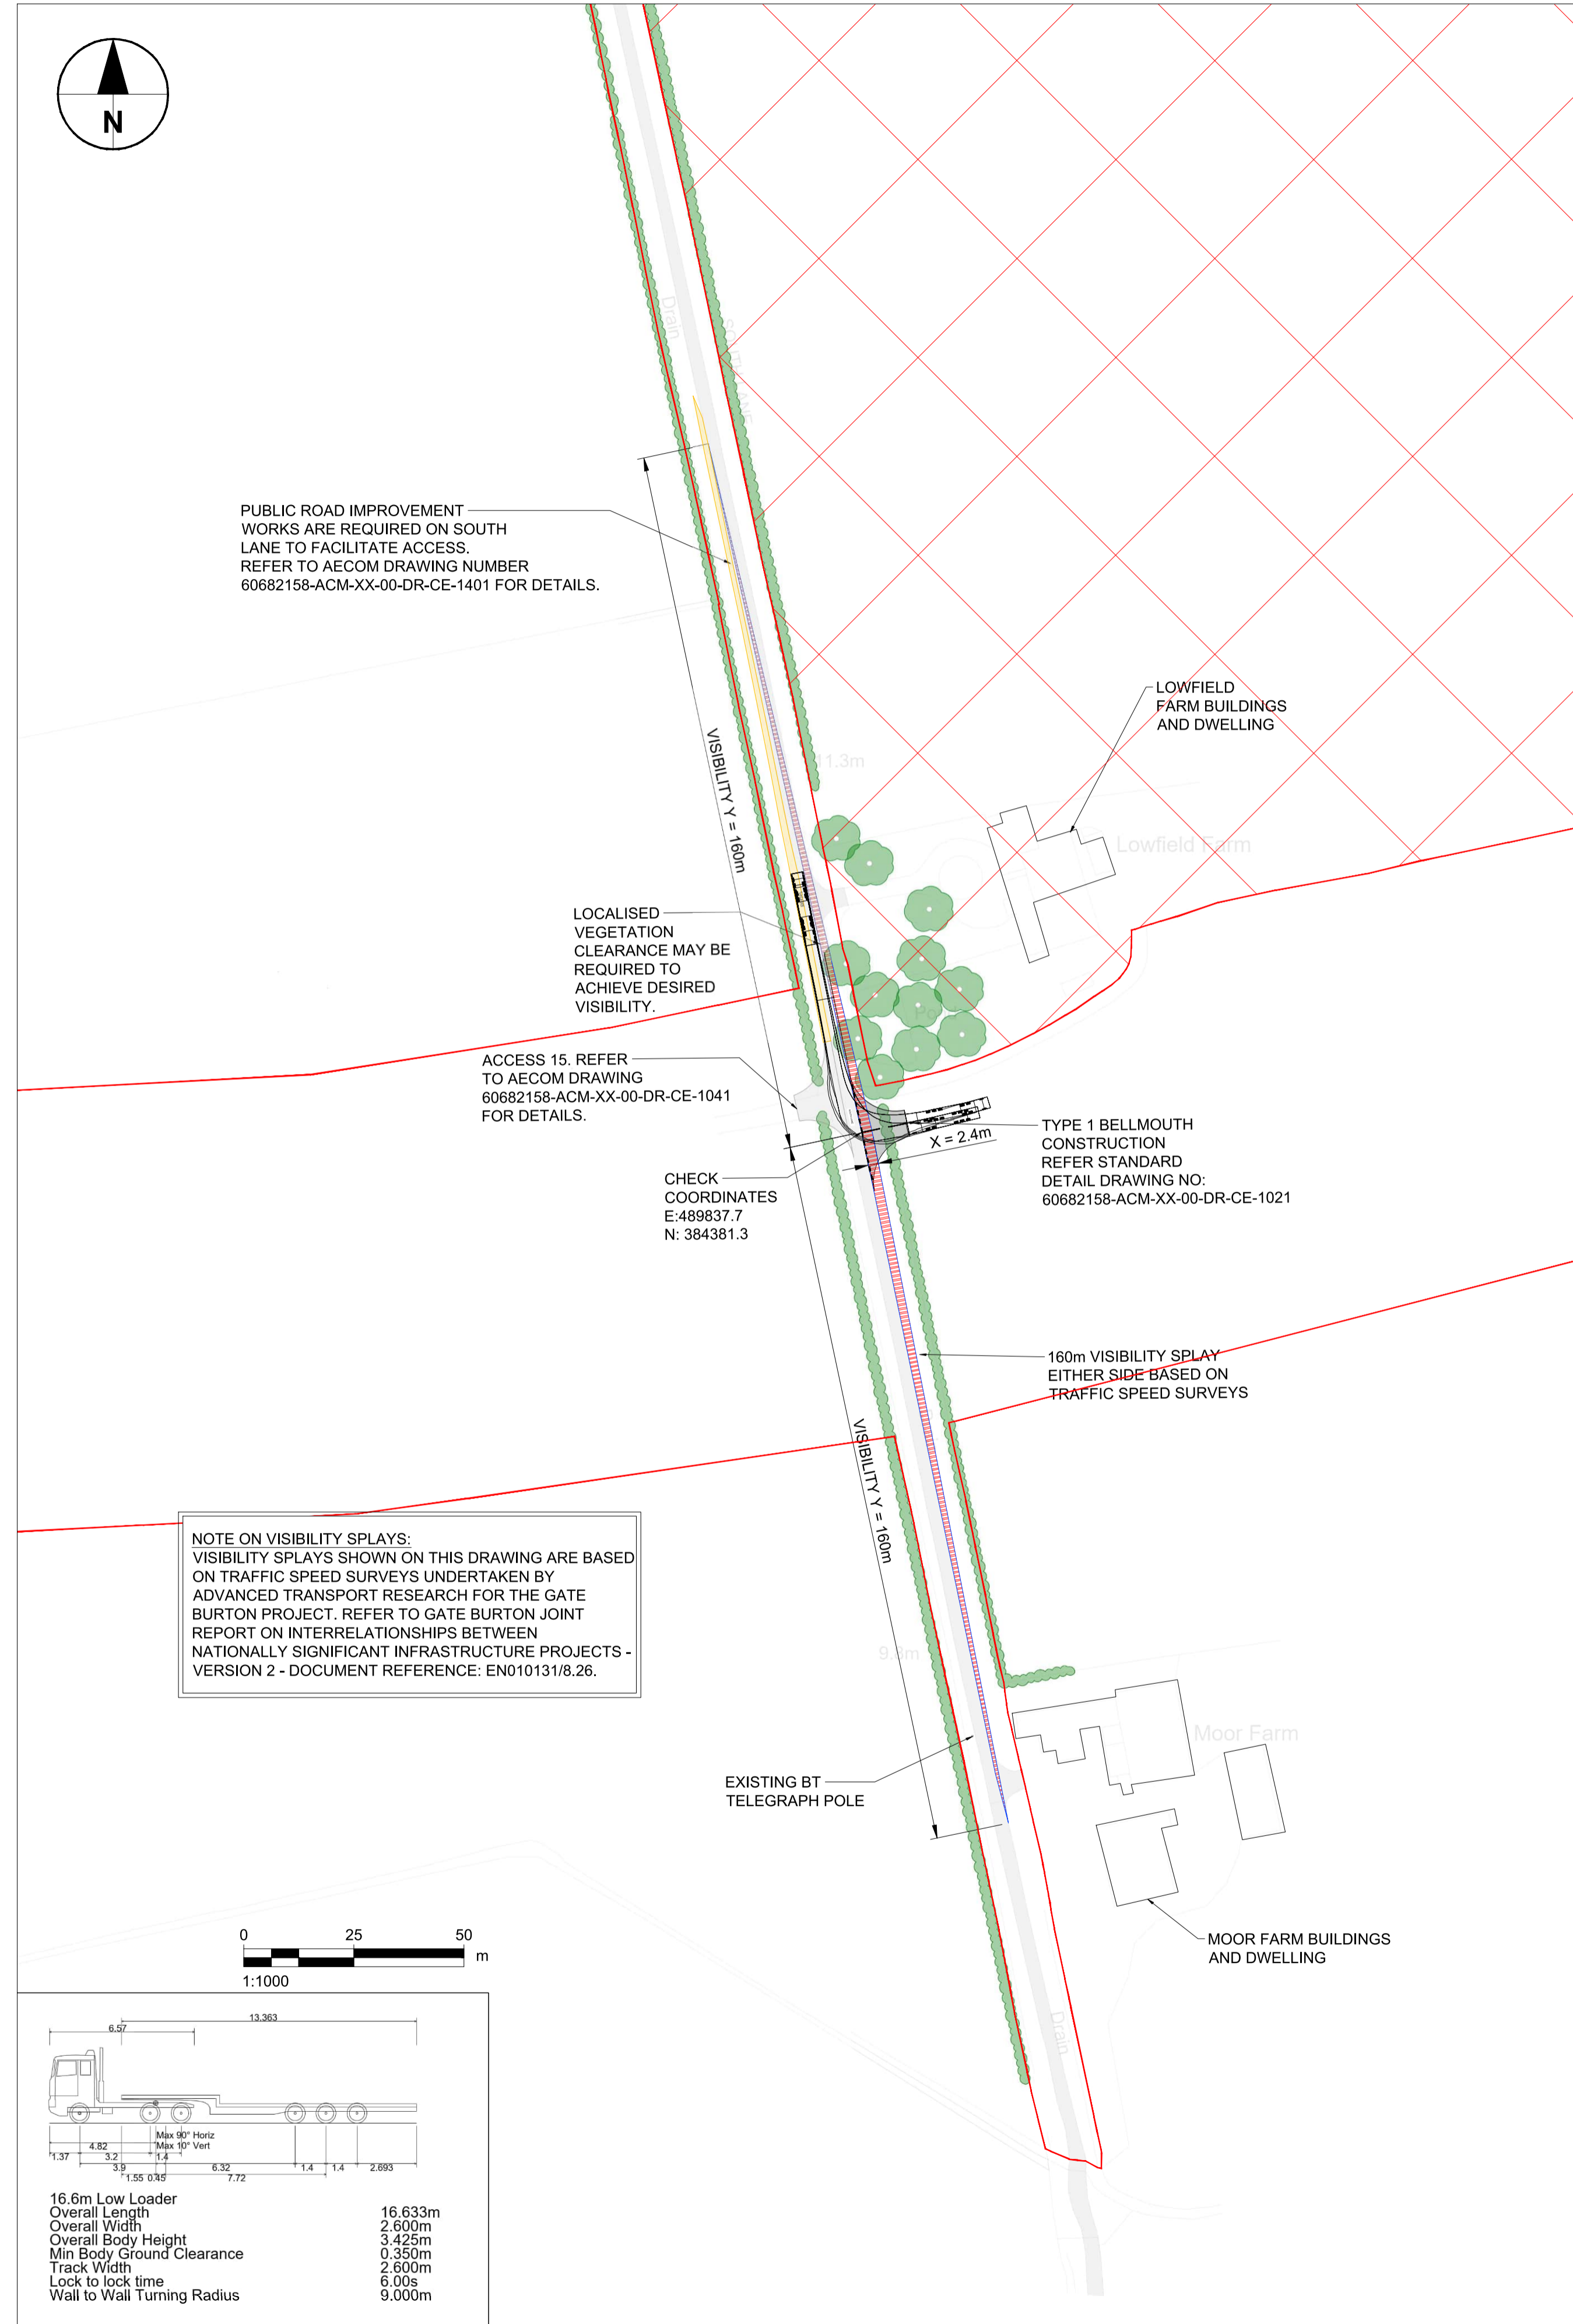 N
Drain
SOUTH LANE
PUBLIC ROAD IMPROVEMENT
WORKS ARE REQUIRED ON SOUTH
LANE TO FACILITATE ACCESS.
REFER TO AECOM DRAWING NUMBER
60682158-ACM-XX-00-DR-CE-1401 FOR DETAILS.
LOWFIELD
FARM BUILDINGS
AND DWELLING
VISIBILITY Y = 160m
11.3m
Lowfield Farm
LOCALISED
VEGETATION
CLEARANCE MAY BE
REQUIRED TO
ACHIEVE DESIRED
VISIBILITY.
ACCESS 15. REFER
TO AECOM DRAWING
60682158-ACM-XX-00-DR-CE-1041
FOR DETAILS.
TYPE 1 BELLMOUTH
CONSTRUCTION
REFER STANDARD
DETAIL DRAWING NO:
60682158-ACM-XX-00-DR-CE-1021
X = 2.4m
CHECK
COORDINATES
E:489837.7
N: 384381.3
160m VISIBILITY SPLAY
EITHER SIDE BASED ON
TRAFFIC SPEED SURVEYS
VISIBILITY Y = 160m
NOTE ON VISIBILITY SPLAYS:
VISIBILITY SPLAYS SHOWN ON THIS DRAWING ARE BASED
ON TRAFFIC SPEED SURVEYS UNDERTAKEN BY
ADVANCED TRANSPORT RESEARCH FOR THE GATE
BURTON PROJECT. REFER TO GATE BURTON JOINT
REPORT ON INTERRELATIONSHIPS BETWEEN
NATIONALLY SIGNIFICANT INFRASTRUCTURE PROJECTS -
VERSION 2 - DOCUMENT REFERENCE: EN010131/8.26.
Moor Farm
EXISTING BT
TELEGRAPH POLE
MOOR FARM BUILDINGS
AND DWELLING
Drain
0 25 50
m
1:1000
13.363
6.57
Max 90° Horiz
Max 10° Vert
4.82
1.37 3.2 1.4
3.9 6.32 1.4 1.4 2.693
1.55 0.45 7.72
16.6m Low Loader
Overall Length 16.633m
Overall Width 2.600m
Overall Body Height 3.425m
Min Body Ground Clearance 0.350m
Track Width 2.600m
Lock to lock time 6.00s
Wall to Wall Turning Radius 9.000m